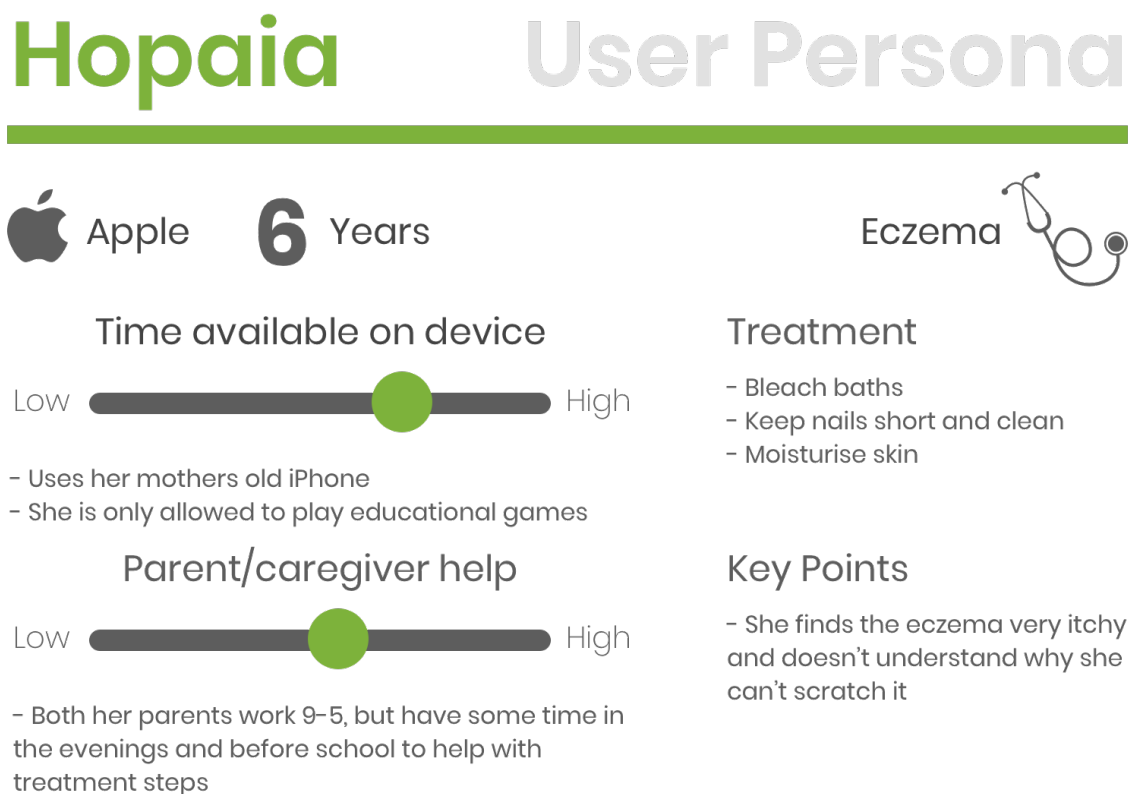 Hopaia User Persona
Apple 6 Years Eczema
Time available on device
Low High
- Uses her mothers old iPhone
- She is only allowed to play educational games
Parent/caregiver help
Low High
- Both her parents work 9-5, but have some time in
the evenings and before school to help with
treatment steps
Treatment
- Bleach baths
- Keep nails short and clean
- Moisturise skin
Key Points
- She finds the eczema very itchy
and doesn’t understand why she
can’t scratch it